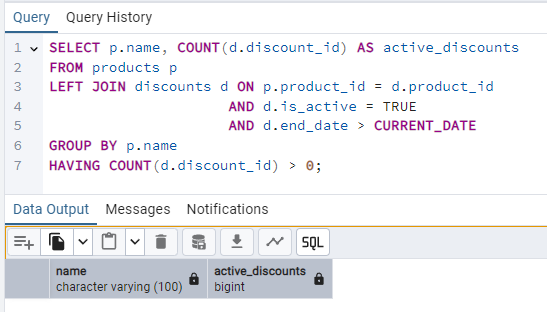 Query Query History
1 SELECT p.name, COUNT(d.discount_id) AS active_discounts
2 FROM products p
3 LEFT JOIN discounts d ON p.product_id = d.product_id
4 AND d.is_active = TRUE
5 AND d.end_date > CURRENT_DATE
6 GROUP BY p.name
7 HAVING COUNT(d.discount_id) > 0;
Data Output Messages Notifications
SQL
name active_discounts
character varying (100) bigint